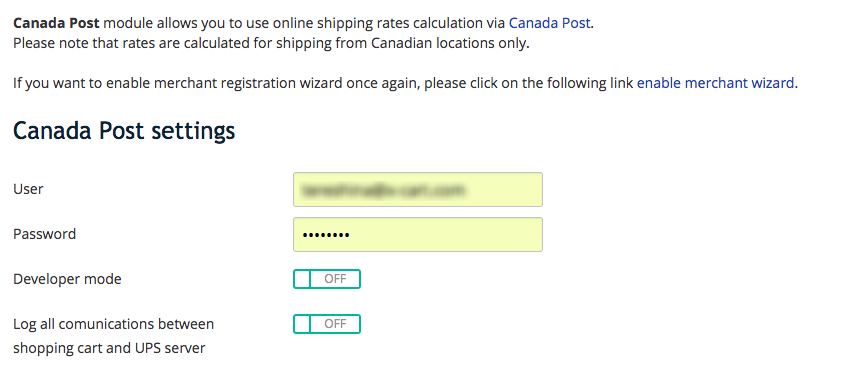 Canada Post module allows you to use online shipping rates calculation via Canada Post.
Please note that rates are calculated for shipping from Canadian locations only.
If you want to enable merchant registration wizard once again, please click on the following link enable merchant wizard.
Canada Post settings
User
Password ••••••••
Developer mode OFF
Log all comunications between OFF
shopping cart and UPS server